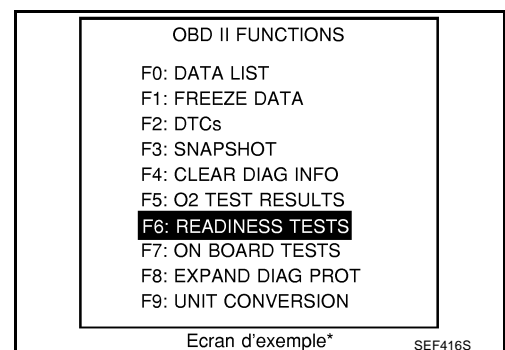 OBD II FUNCTIONS
F0: DATA LIST
F1: FREEZE DATA
F2: DTCs
F3: SNAPSHOT
F4: CLEAR DIAG INFO
F5: O2 TEST RESULTS
F6: READINESS TESTS
F7: ON BOARD TESTS
F8: EXPAND DIAG PROT
F9: UNIT CONVERSION
Ecran d'exemple*
SEF416S